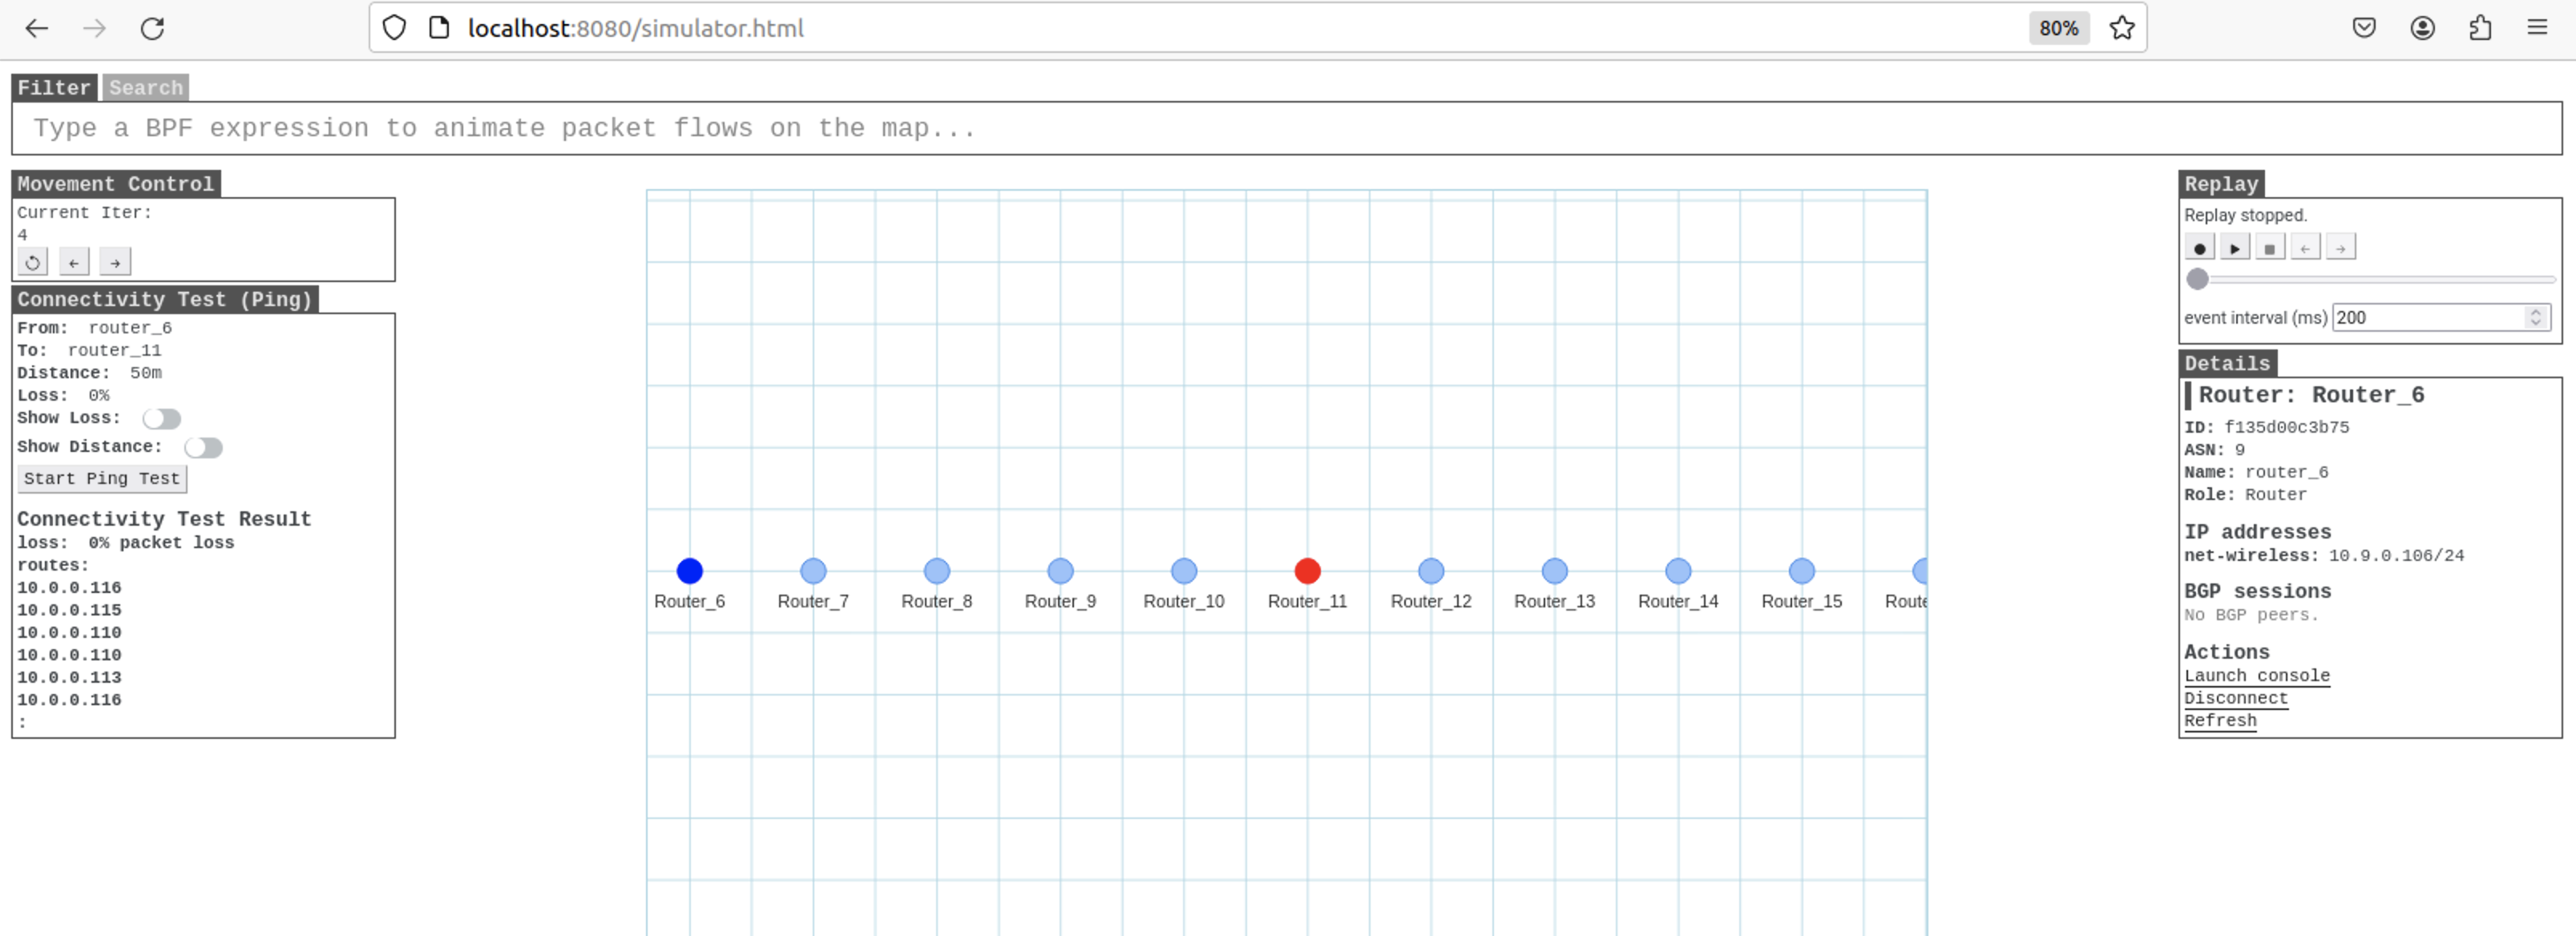 localhost:8080/simulator.html
80%
Filter Search
Type a BPF expression to animate packet flows on the map...
Movement Control
Current Iter:
4
Connectivity Test (Ping)
From: router_6
To: router_11
Distance: 50m
Loss: 0%
Show Loss:
Show Distance:
Start Ping Test
Connectivity Test Result
loss: 0% packet loss
routes:
10.0.0.116
10.0.0.115
10.0.0.110
10.0.0.110
10.0.0.113
10.0.0.116
:
Router_6 Router_7 Router_8 Router_9 Router_10 Router_11 Router_12 Router_13 Router_14 Router_15 Route
Replay
Replay stopped.
event interval (ms) 200
Details
Router: Router_6
ID: f135d00c3b75
ASN: 9
Name: router_6
Role: Router
IP addresses
net-wireless: 10.9.0.106/24
BGP sessions
No BGP peers.
Actions
Launch console
Disconnect
Refresh